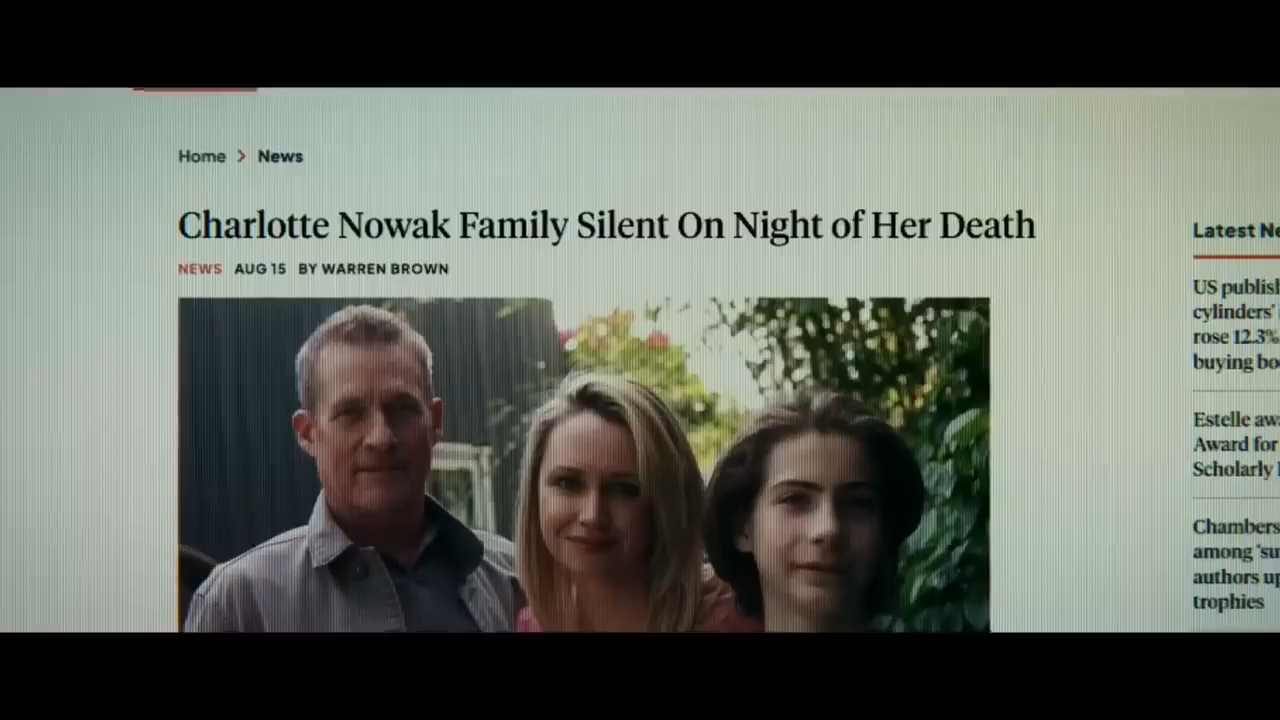 Home > News
Charlotte Nowak Family Silent On Night of Her Death
NEWS AUG 15 BY WARREN BROWN
Latest
US
cylinders'
rose 12.3%
buying
Estelle
Award for
Scholarly
Chambers
among
authors
trophies